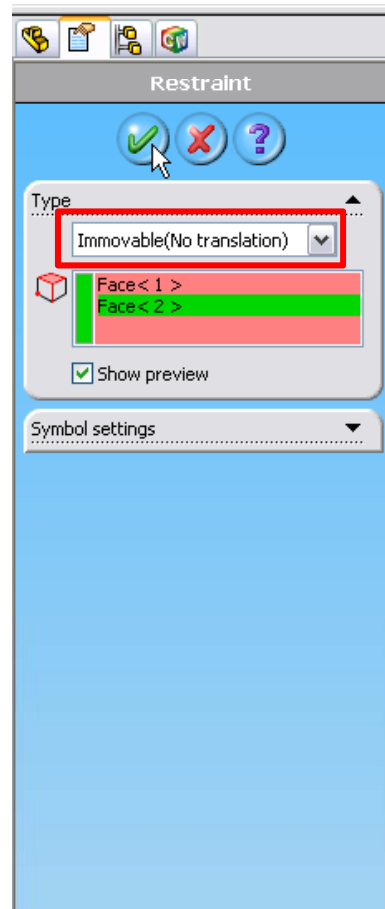 Restraint
?
Type
Immovable(No translation)
Face< 1 >
Face< 2 >
Show preview
Symbol settings